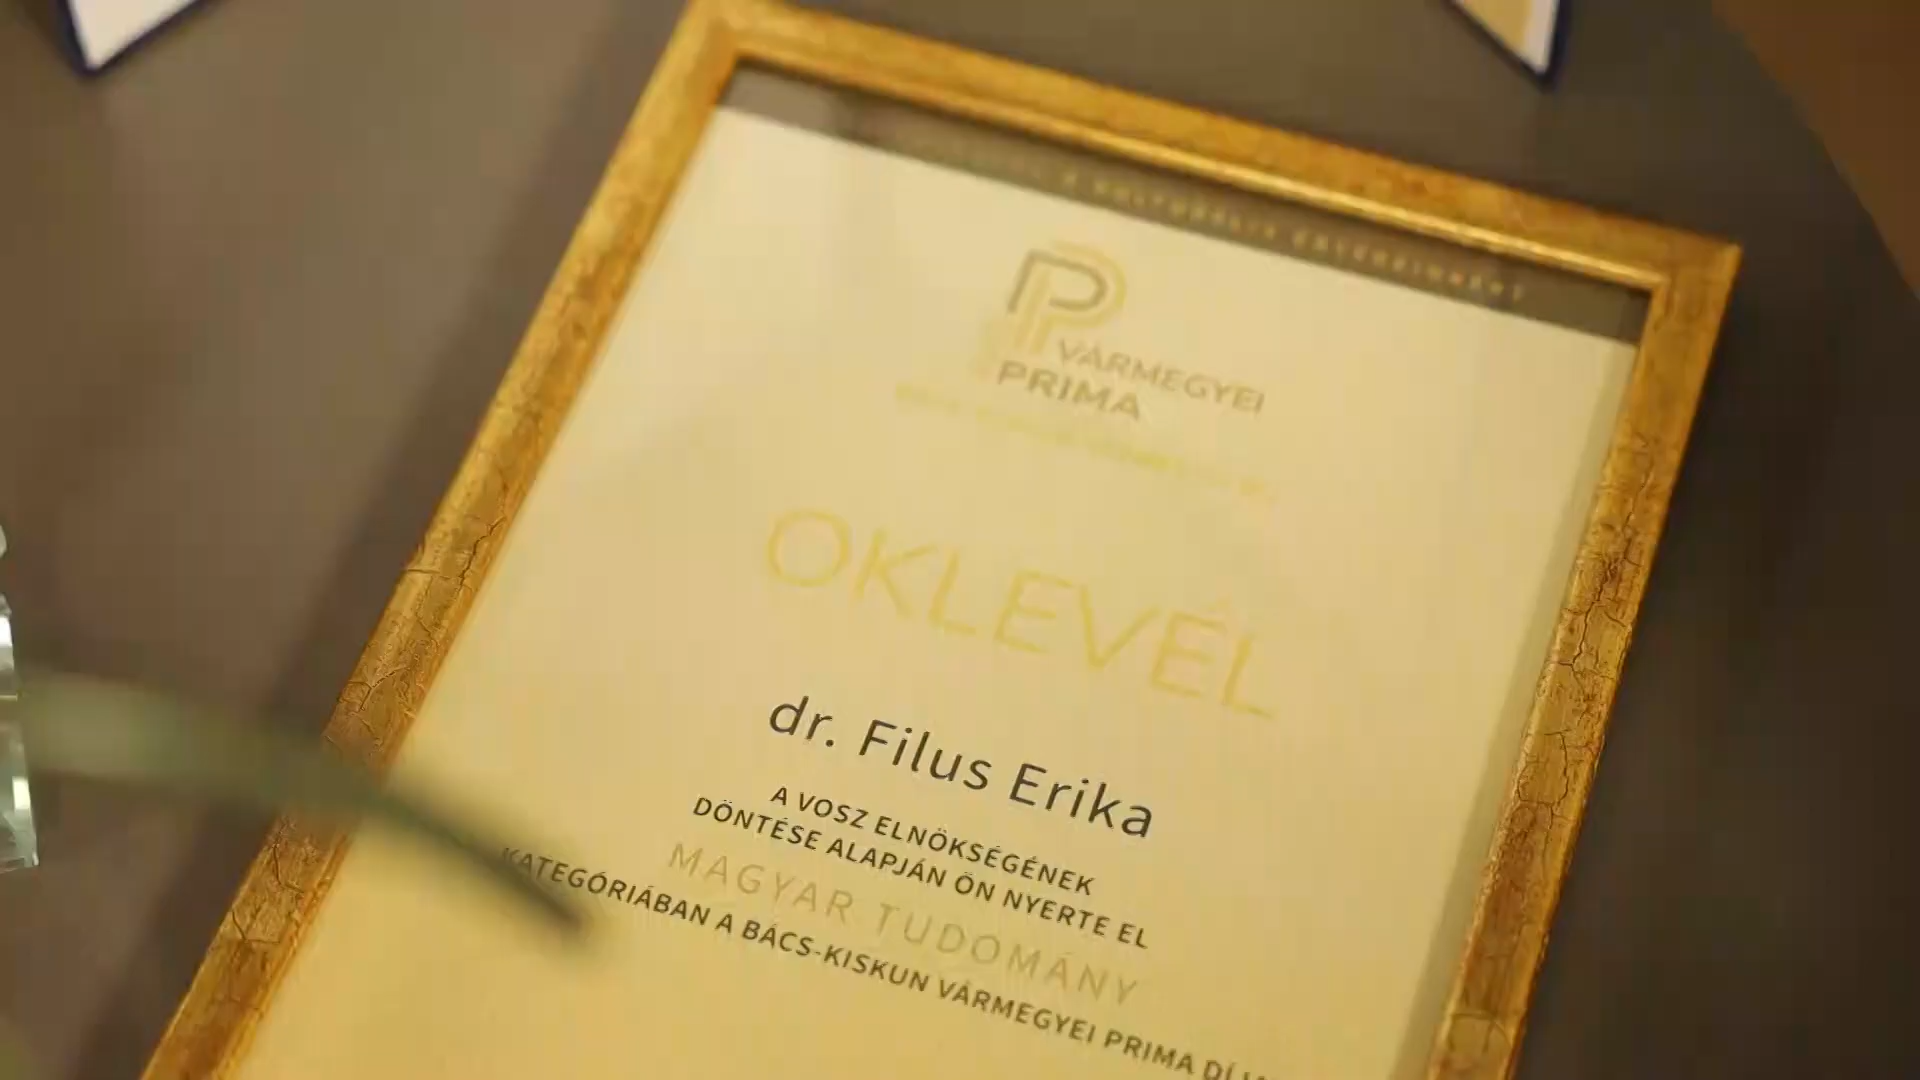 VÁRMEGYEI
PRIMA
OKLEVÉL
dr. Filus Erika
A VOSZ ELNÖKSÉGÉNEK
DÖNTÉSE ALAPJÁN ÖN NYERTE EL
MAGYAR TUDOMÁNY
KATEGÓRIÁBAN A BÁCS-KISKUN VÁRMEGYEI PRIMA